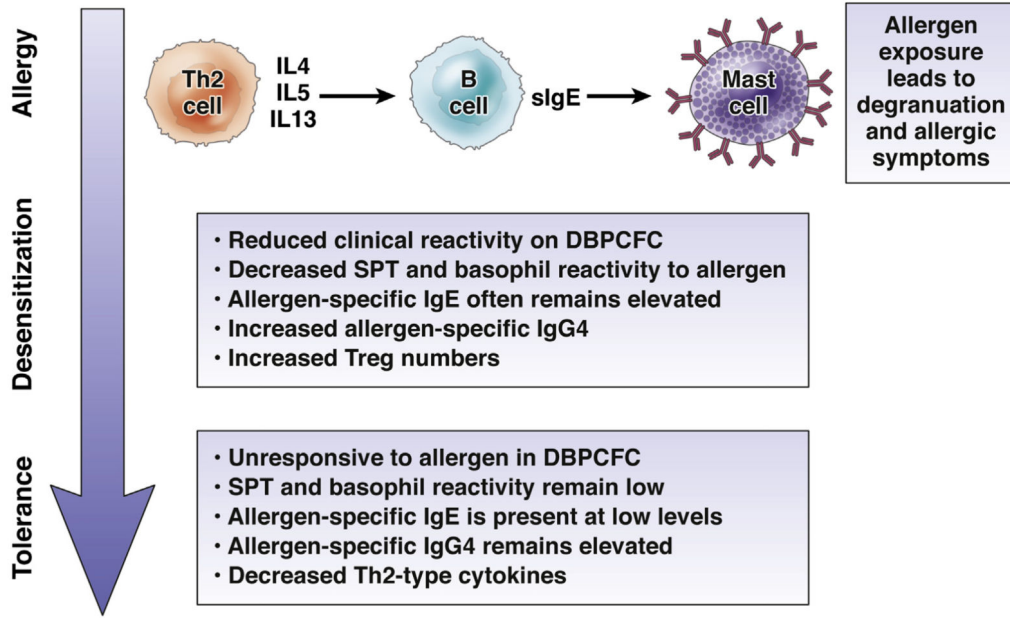 Allergy
Th2
cell
IL4
IL5
IL13
B
cell
sIgE
Mast
cell
Allergen
exposure
leads to
degranuation
and allergic
symptoms
Desensitization
· Reduced clinical reactivity on DBPCFC
· Decreased SPT and basophil reactivity to allergen
· Allergen-specific IgE often remains elevated
· Increased allergen-specific IgG4
· Increased Treg numbers
Tolerance
· Unresponsive to allergen in DBPCFC
· SPT and basophil reactivity remain low
· Allergen-specific IgE is present at low levels
· Allergen-specific IgG4 remains elevated
· Decreased Th2-type cytokines